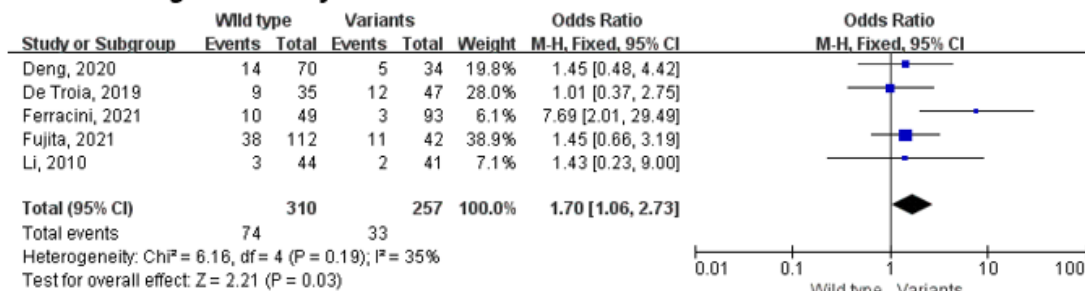 Wild type Variants Odds Ratio Odds Ratio
Study or Subgroup Events Total Events Total Weight M-H, Fixed, 95% CI M-H, Fixed, 95% CI
Deng, 2020 14 70 5 34 19.8% 1.45 [0.48, 4.42]
De Troia, 2019 9 35 12 47 28.0% 1.01 [0.37, 2.75]
Ferracini, 2021 10 49 3 93 6.1% 7.69 [2.01, 29.49]
Fujita, 2021 38 112 11 42 38.9% 1.45 [0.66, 3.19]
Li, 2010 3 44 2 41 7.1% 1.43 [0.23, 9.00]
Total (95% CI) 310 257 100.0% 1.70 [1.06, 2.73]
Total events 74 33
Heterogeneity: Chi² = 6.16, df = 4 (P = 0.19); I² = 35%
Test for overall effect: Z = 2.21 (P = 0.03)
0.01 0.1 1 10 100
Wild type Variants